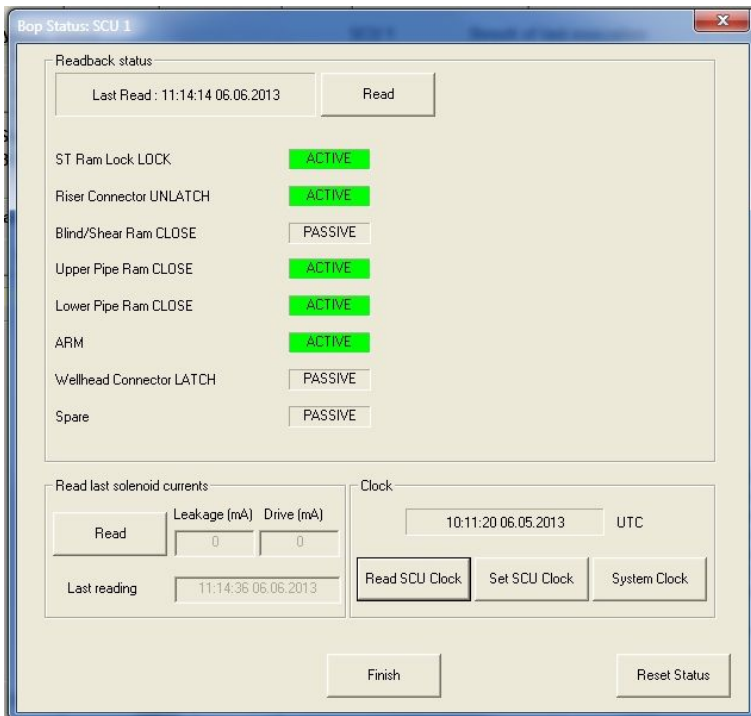 Bop Status: SCU 1
Readback status
Last Read : 11:14:14 06.06.2013 Read
ST Ram Lock LOCK ACTIVE
Riser Connector UNLATCH ACTIVE
Blind/Shear Ram CLOSE PASSIVE
Upper Pipe Ram CLOSE ACTIVE
Lower Pipe Ram CLOSE ACTIVE
ARM ACTIVE
Wellhead Connector LATCH PASSIVE
Spare PASSIVE
Read last solenoid currents
Leakage (mA) Drive (mA)
Read 0 0
Last reading 11:14:36 06.06.2013
Clock
10:11:20 06.05.2013 UTC
Read SCU Clock Set SCU Clock System Clock
Finish Reset Status